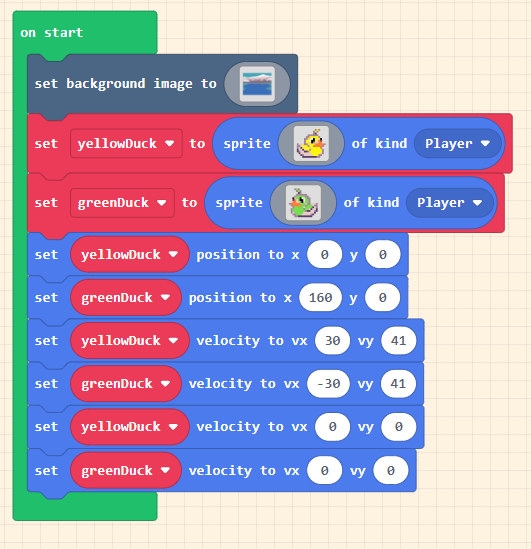 on start
set background image to
set yellowDuck to sprite of kind Player
set greenDuck to sprite of kind Player
set yellowDuck position to x 0 y 0
set greenDuck position to x 160 y 0
set yellowDuck velocity to vx 30 vy 41
set greenDuck velocity to vx -30 vy 41
set yellowDuck velocity to vx 0 vy 0
set greenDuck velocity to vx 0 vy 0